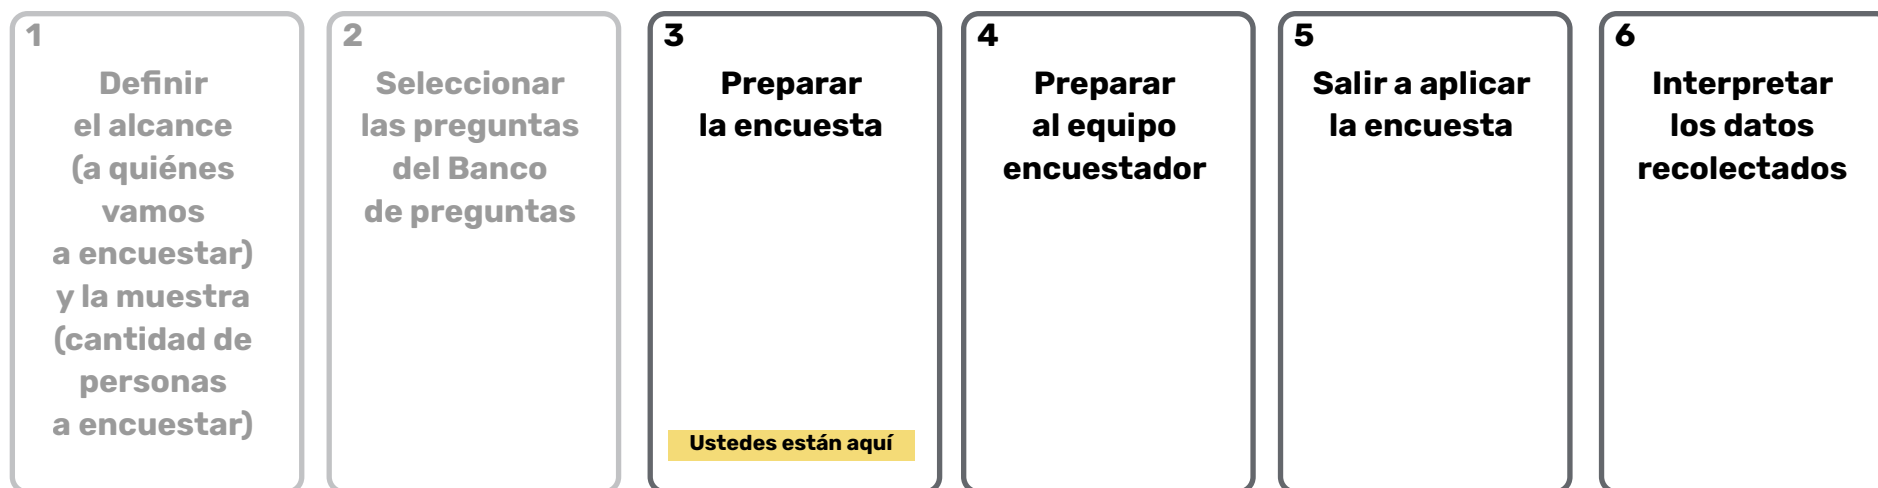 1
Definir
el alcance
(a quiénes
vamos
a encuestar)
y la muestra
(cantidad de
personas
a encuestar)
2
Seleccionar
las preguntas
del Banco
de preguntas
3
Preparar
la encuesta
Ustedes están aquí
4
Preparar
al equipo
encuestador
5
Salir a aplicar
la encuesta
6
Interpretar
los datos
recolectados